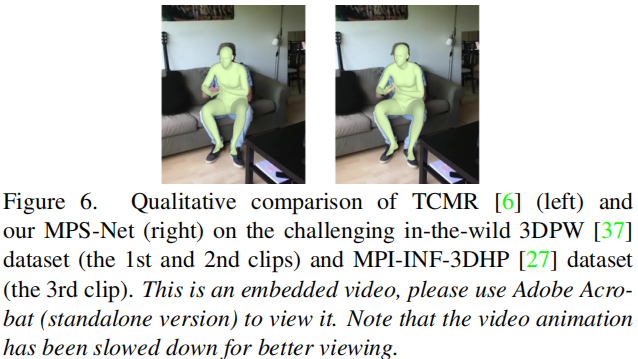 Figure 6. Qualitative comparison of TCMR [6] (left) and
our MPS-Net (right) on the challenging in-the-wild 3DPW [37]
dataset (the 1st and 2nd clips) and MPI-INF-3DHP [27] dataset
(the 3rd clip). This is an embedded video, please use Adobe Acro-
bat (standalone version) to view it. Note that the video animation
has been slowed down for better viewing.